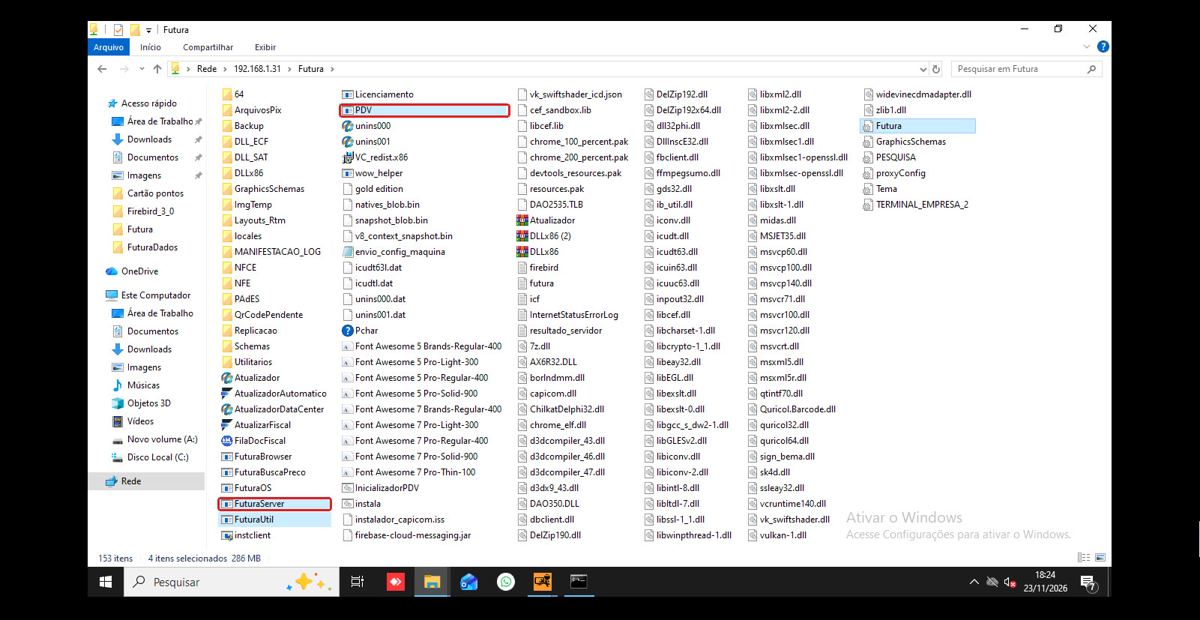 Futura
Arquivo Início Compartilhar Exibir
Rede > 192.168.1.31 > Futura >
Pesquisar em Futura
Acesso rápido
Área de Trabalho
Downloads
Documentos
Imagens
Cartão pontos
Firebird_3_0
Futura
FuturaDados
OneDrive
Este Computador
Área de Trabalho
Documentos
Downloads
Imagens
Músicas
Objetos 3D
Vídeos
Novo volume (A:)
Disco Local (C:)
Rede
64
ArquivosPix
Backup
DLL_ECF
DLL_SAT
DLLx86
GraphicsSchemas
ImgTemp
Layouts_Rtm
locales
MANIFESTACAO_LOG
NFCE
NFE
PAdES
QrCodePendente
Replicacao
Schemas
Utilitarios
Atualizador
AtualizadorAutomatico
AtualizadorDataCenter
AtualizarFiscal
FilaDocFiscal
FuturaBrowser
FuturaBuscaPreco
FuturaOS
FuturaServer
FuturaUtil
instclient
Licenciamento
PDV
unins000
unins001
VC_redist.x86
wow_helper
gold edition
natives_blob.bin
snapshot_blob.bin
v8_context_snapshot.bin
envio_config_maquina
icudt63l.dat
icudtl.dat
unins000.dat
unins001.dat
Pchar
Font Awesome 5 Brands-Regular-400
Font Awesome 5 Pro-Light-300
Font Awesome 5 Pro-Regular-400
Font Awesome 5 Pro-Solid-900
Font Awesome 7 Brands-Regular-400
Font Awesome 7 Pro-Light-300
Font Awesome 7 Pro-Regular-400
Font Awesome 7 Pro-Solid-900
Font Awesome 7 Pro-Thin-100
InicializadorPDV
instala
instalador_capicom.iss
firebase-cloud-messaging.jar
vk_swiftshader_icd.json
cef_sandbox.lib
libcef.lib
chrome_100_percent.pak
chrome_200_percent.pak
devtools_resources.pak
resources.pak
DAO2535.TLB
Atualizador
DLLx86 (2)
DLLx86
firebird
futura
icf
InternetStatusErrorLog
resultado_servidor
7z.dll
AX6R32.DLL
borlndmm.dll
capicom.dll
ChilkatDelphi32.dll
chrome_elf.dll
d3dcompiler_43.dll
d3dcompiler_46.dll
d3dcompiler_47.dll
d3dx9_43.dll
DAO350.DLL
dbclient.dll
DelZip190.dll
DelZip192.dll
DelZip192x64.dll
dll32phi.dll
DllInscE32.dll
fbclient.dll
ffmpegsumo.dll
gds32.dll
ib_util.dll
iconv.dll
icudt.dll
icudt63.dll
icuin63.dll
icuuc63.dll
inpout32.dll
libcef.dll
libcharset-1.dll
libcrypto-1_1.dll
libeay32.dll
libEGL.dll
libexslt.dll
libexslt-0.dll
libgcc_s_dw2-1.dll
libGLESv2.dll
libiconv.dll
libiconv-2.dll
libintl-8.dll
libltdl-7.dll
libssl-1_1.dll
libwinpthread-1.dll
libxml2.dll
libxml2-2.dll
libxmlsec.dll
libxmlsec1.dll
libxmlsec1-openssl.dll
libxmlsec-openssl.dll
libxslt.dll
libxslt-1.dll
midas.dll
MSJET35.dll
msvcp60.dll
msvcp100.dll
msvcp140.dll
msvcr71.dll
msvcr100.dll
msvcr120.dll
msvcrt.dll
msxml5.dll
msxml5r.dll
qtintf70.dll
Quricol.Barcode.dll
quricol32.dll
quricol64.dll
sign_bema.dll
sk4d.dll
ssleay32.dll
vcruntime140.dll
vk_swiftshader.dll
vulkan-1.dll
widevinecdmadapter.dll
zlib1.dll
Futura
GraphicsSchemas
PESQUISA
proxyConfig
Tema
TERMINAL_EMPRESA_2
Ativar o Windows
Acesse Configurações para ativar o Windows.
153 itens 4 itens selecionados 286 MB
Pesquisar
18:24
23/11/2026
7